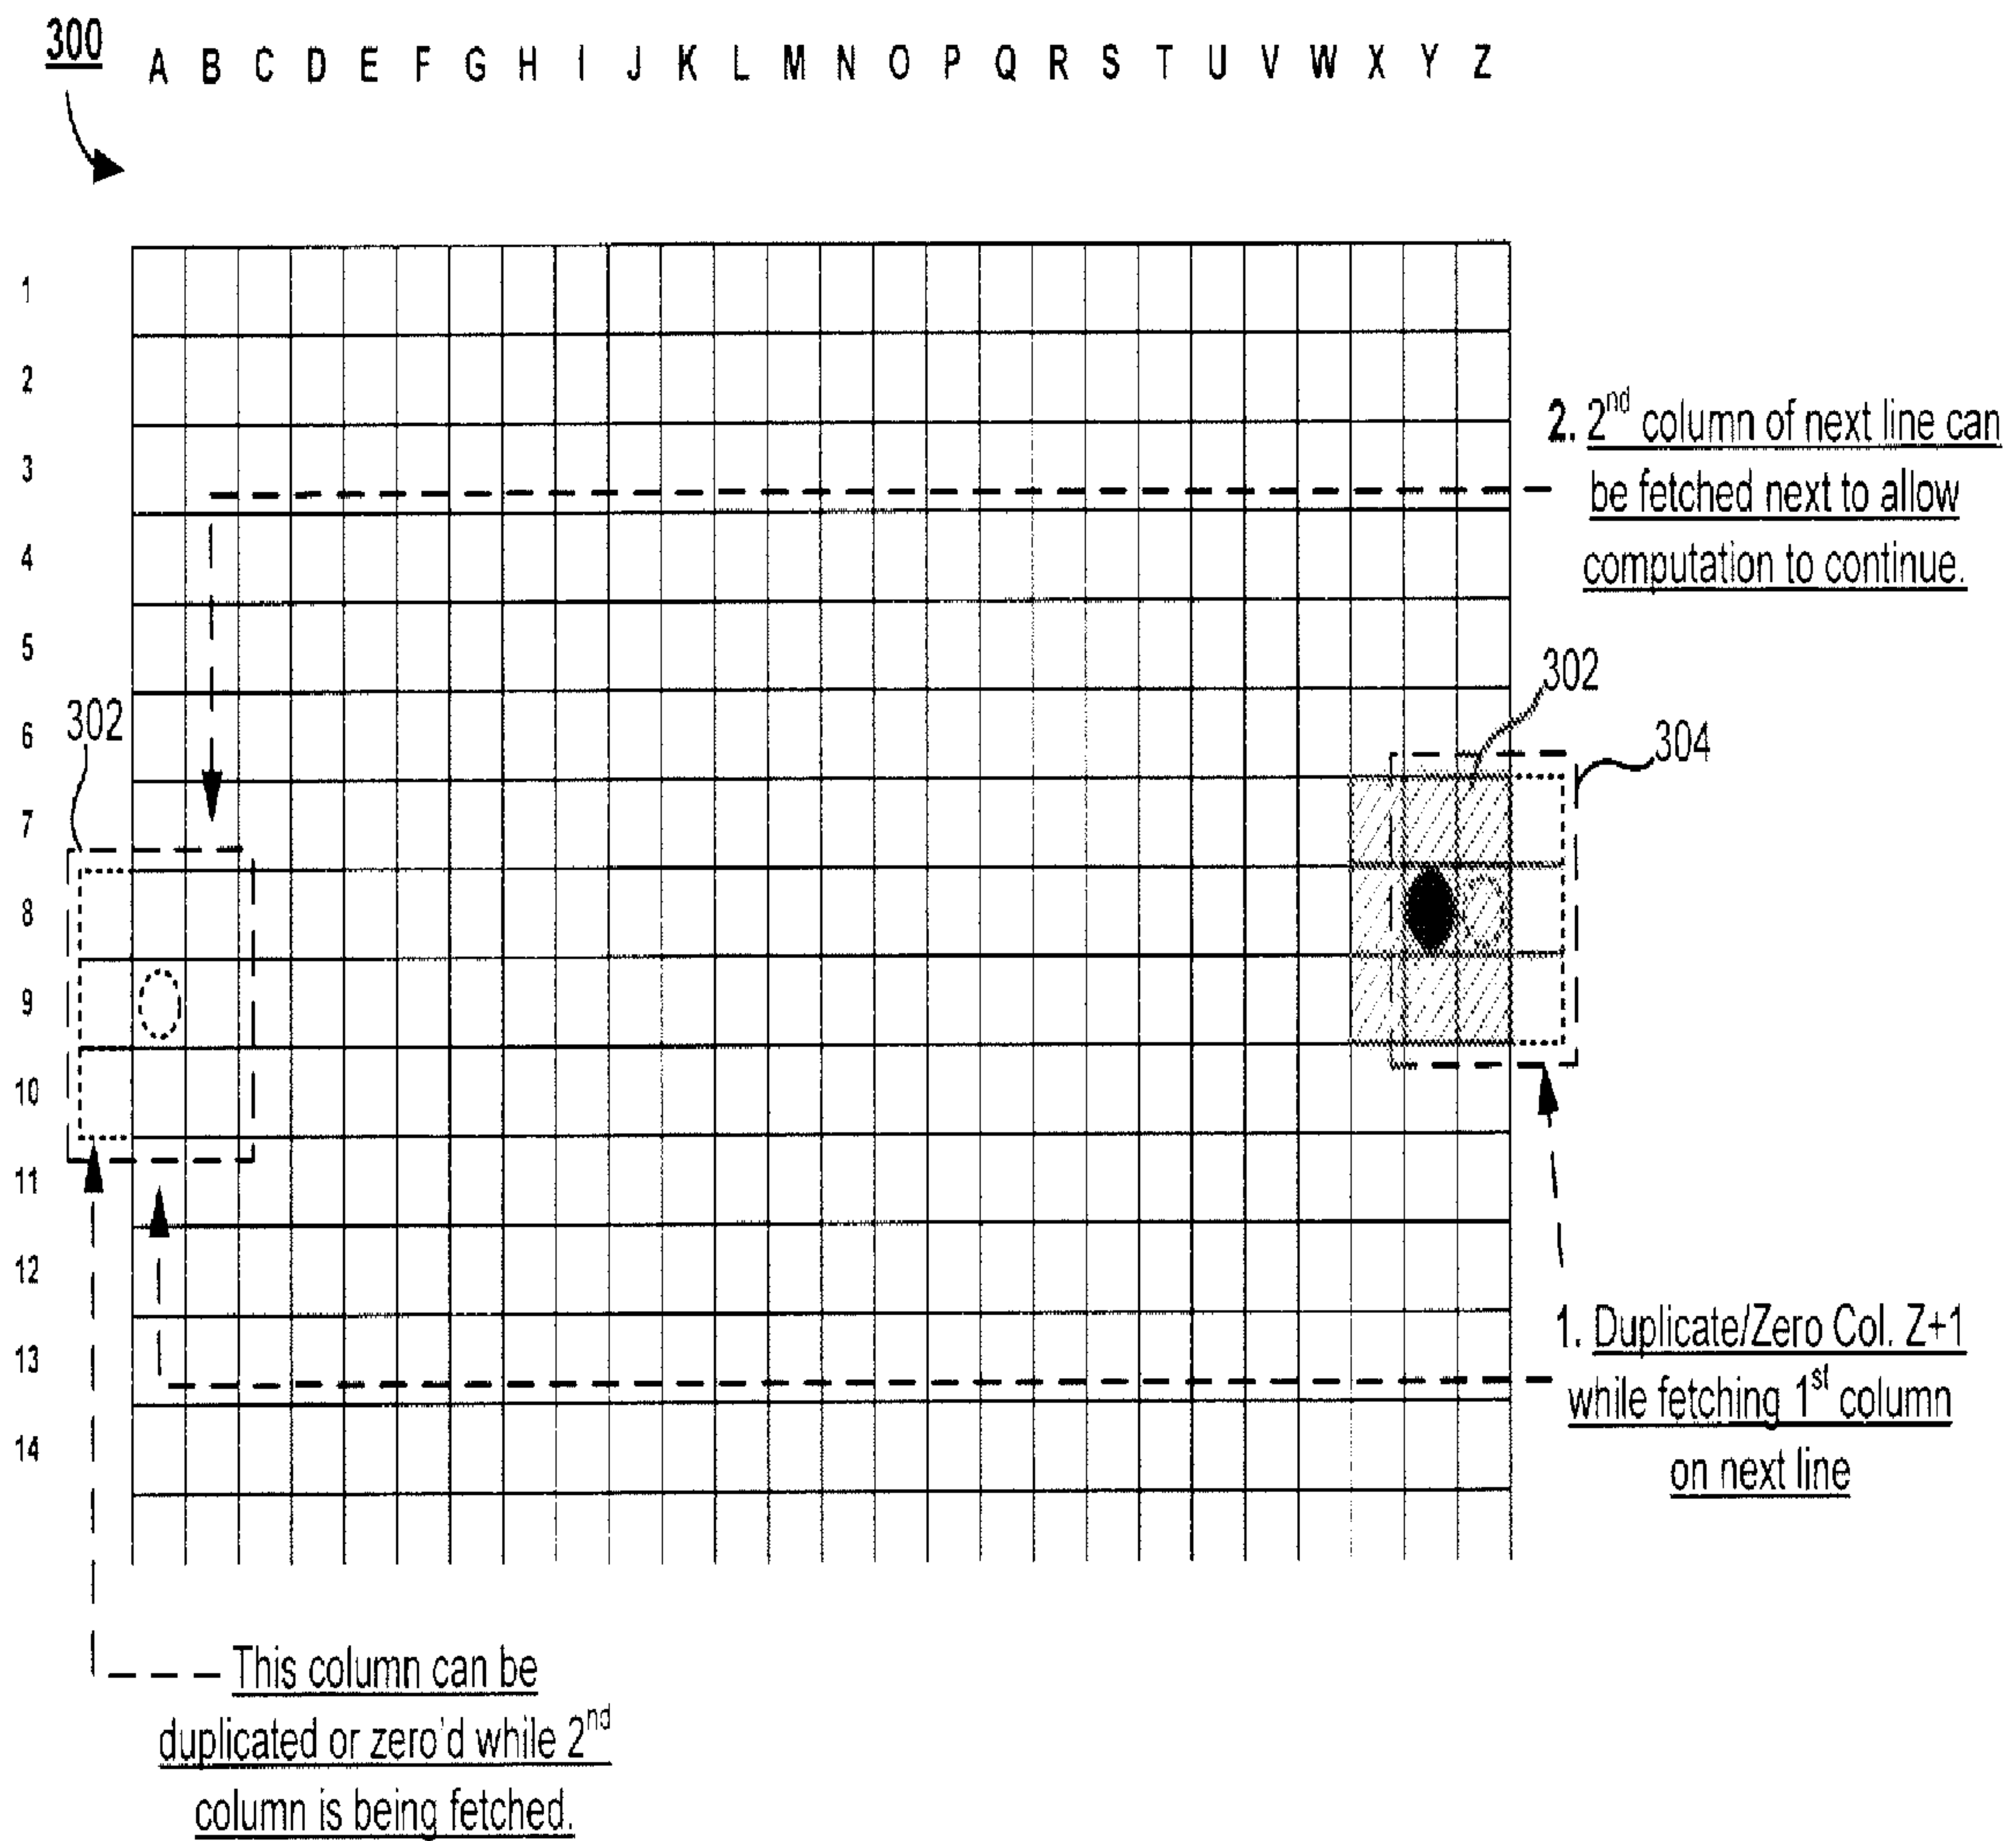 300
A B C D E F G H I J K L M N O P Q R S T U V W X Y Z
1
2
3
4
5
6
7
8
9
10
11
12
13
14
2. 2nd column of next line can
be fetched next to allow
computation to continue.
302
302
304
1. Duplicate/Zero Col. Z+1
while fetching 1st column
on next line
This column can be
duplicated or zero'd while 2nd
column is being fetched.